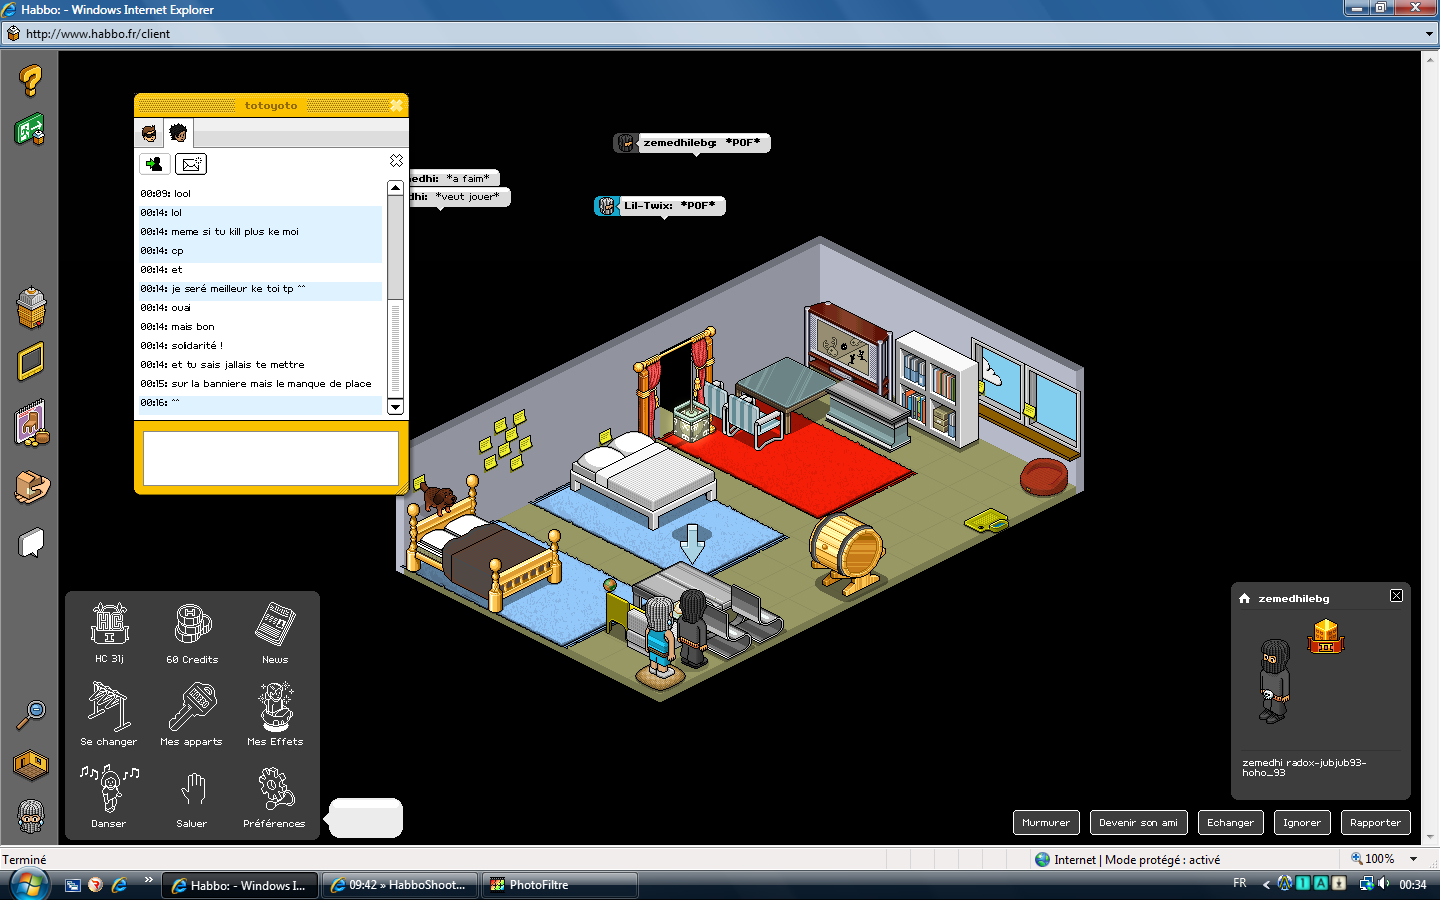 Habbo: - Windows Internet Explorer
http://www.habbo.fr/client
totoyoto
zemedhilebg: *POF*
edhi: *a faim*
dhi: *veut jouer*
Lil-Twix: *POF*
00:09: lool
00:14: lol
00:14: meme si tu kill plus ke moi
00:14: cp
00:14: et
00:14: je seré meilleur ke toi tp ^^
00:14: ouai
00:14: mais bon
00:14: solidarité !
00:14: et tu sais jallais te mettre
00:15: sur la banniere mais le manque de place
00:16: ^^
HC 31j
60 Credits
News
Se changer
Mes apparts
Mes Effets
Danser
Saluer
Préférences
zemedhilebg
zemedhi radox-jubjub93-
hoho_93
Murmurer
Devenir son ami
Echanger
Ignorer
Rapporter
Terminé
Internet | Mode protégé : activé
100%
Habbo: - Windows I...
09:42 » HabboShoot...
PhotoFiltre
FR
00:34